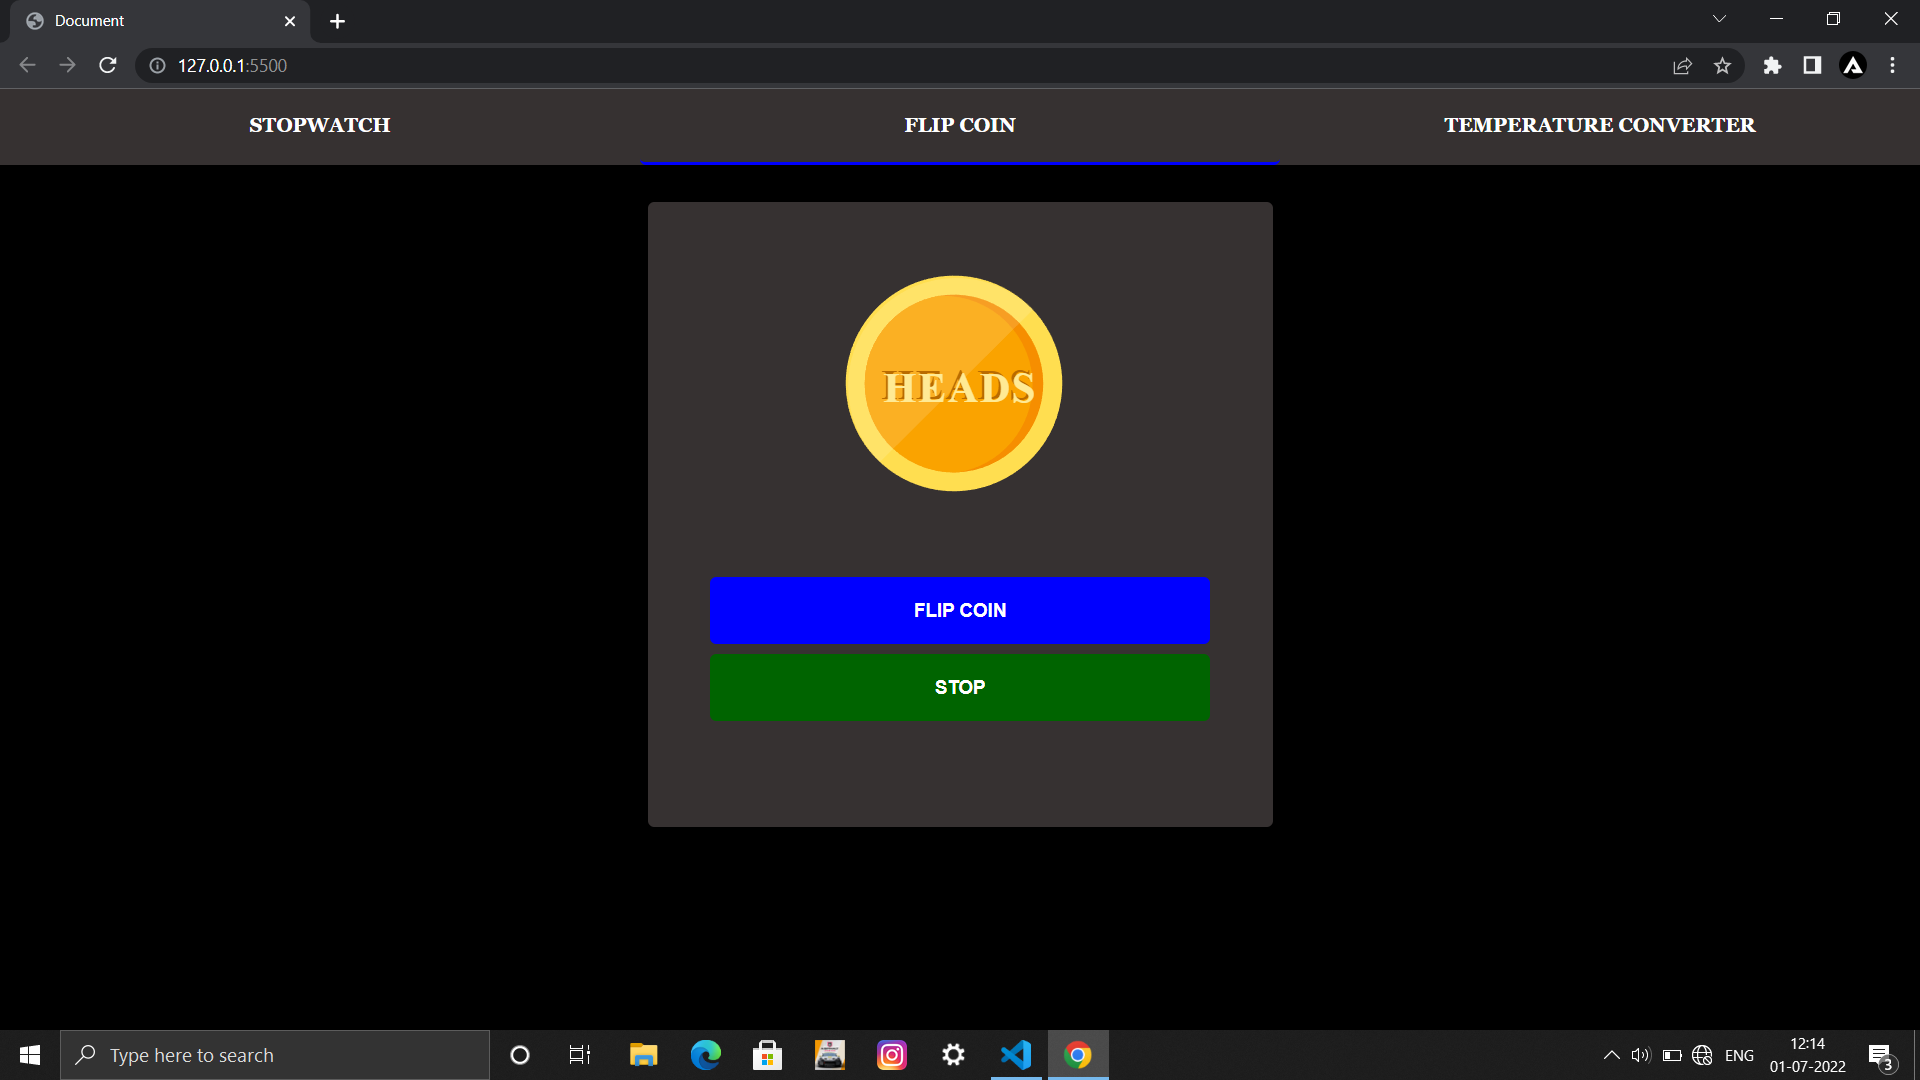 Document
127.0.0.1:5500
STOPWATCH
FLIP COIN
TEMPERATURE CONVERTER
HEADS
FLIP COIN
STOP
Type here to search
ENG
12:14
01-07-2022
3